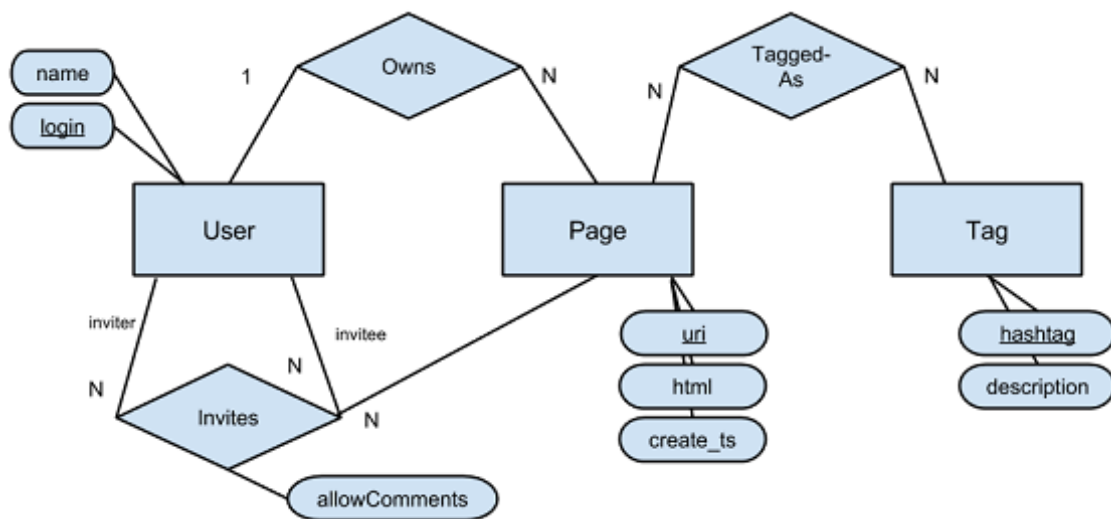 name
login
1
Owns
N
N
Tagged-
As
N
User
Page
Tag
inviter
invitee
N
N
N
Invites
allowComments
uri
html
create_ts
hashtag
description